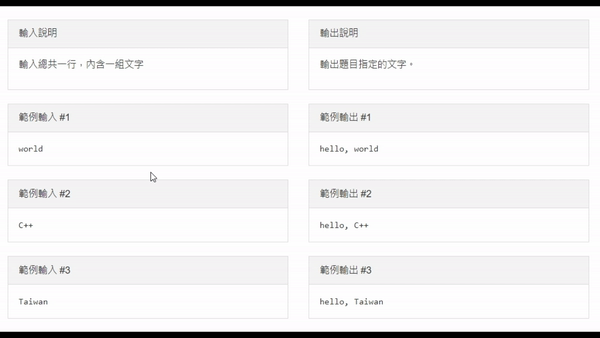 輸入說明
輸出說明
輸入總共一行，內含一組文字
輸出題目指定的文字。
範例輸入 #1
範例輸出 #1
world
hello, world
範例輸入 #2
範例輸出 #2
C++
hello, C++
範例輸入 #3
範例輸出 #3
Taiwan
hello, Taiwan